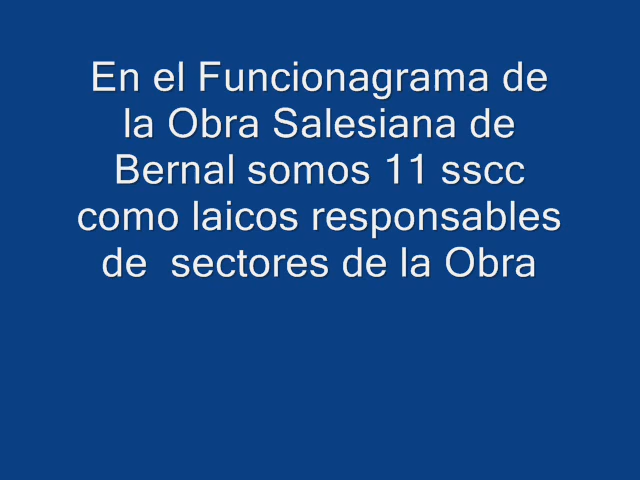 En el Funcionagrama de
la Obra Salesiana de
Bernal somos 11 sscc
como laicos responsables
de  sectores de la Obra